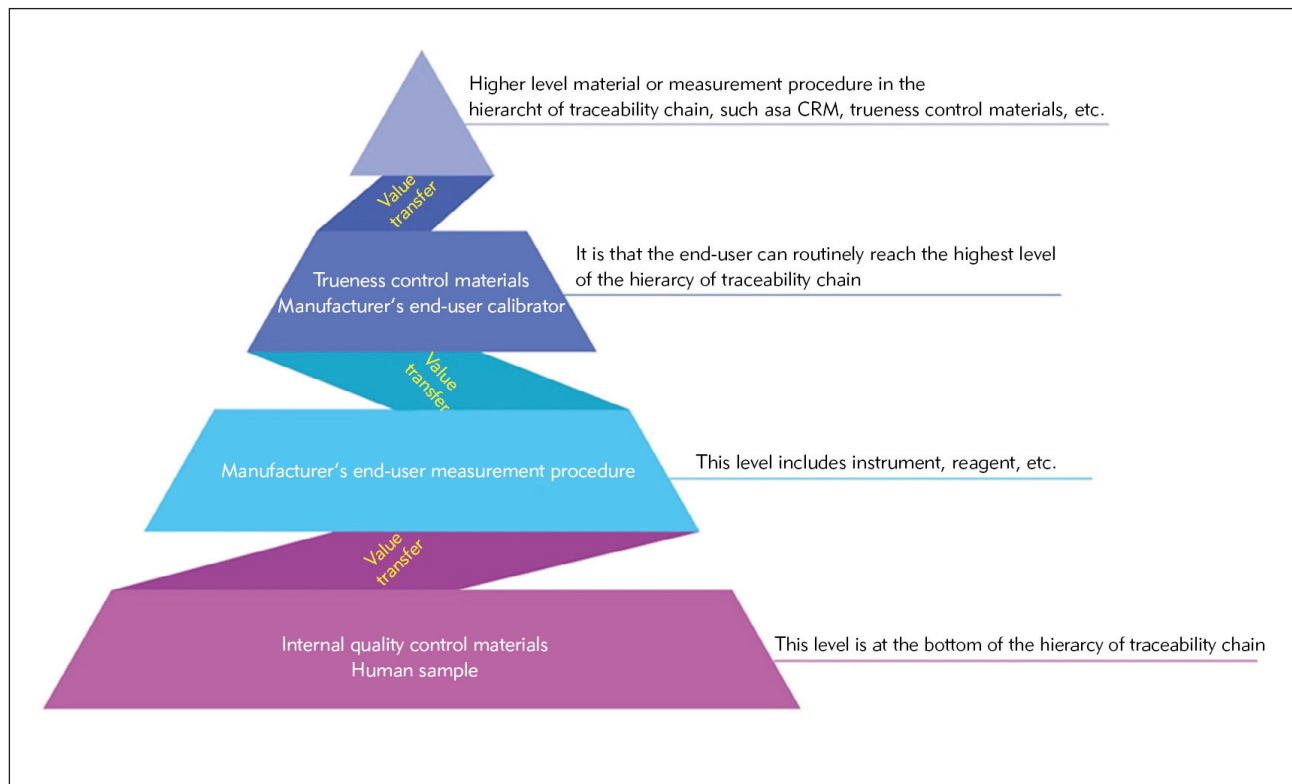 Higher level material or measurement procedure in the
hierarcht of traceability chain, such asa CRM, trueness control materials, etc.
Value
transfer
It is that the end-user can routinely reach the highest level
of the hierarcy of traceability chain
Trueness control materials
Manufacturer's end-user calibrator
Value
transfer
Manufacturer's end-user measurement procedure
This level includes instrument, reagent, etc.
Value
transfer
Internal quality control materials
Human sample
This level is at the bottom of the hierarcy of traceability chain